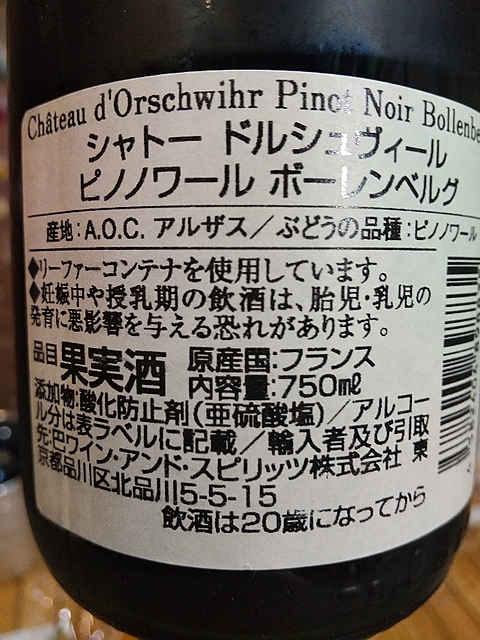 Château d'Orschwihr Pinot Noir
シャトー ドルシュヴィール
ピノノワール ボーレンベルグ
産地:A.O.C. アルザス／ぶどうの品種:ピノノワール
◆リーファーコンテナを使用しています。
◆妊娠中や授乳期の飲酒は、胎児・乳児の
発育に悪影響を与える恐れがあります。
品目 果実酒 原産国:フランス
内容量:750mℓ
添加物:酸化防止剤(亜硫酸塩)／アルコー
ル分は表ラベルに記載／輸入者及び引取
先:巴ワイン・アンド・スピリッツ株式会社 東
京都品川区北品川5-5-15
飲酒は20歳になってから